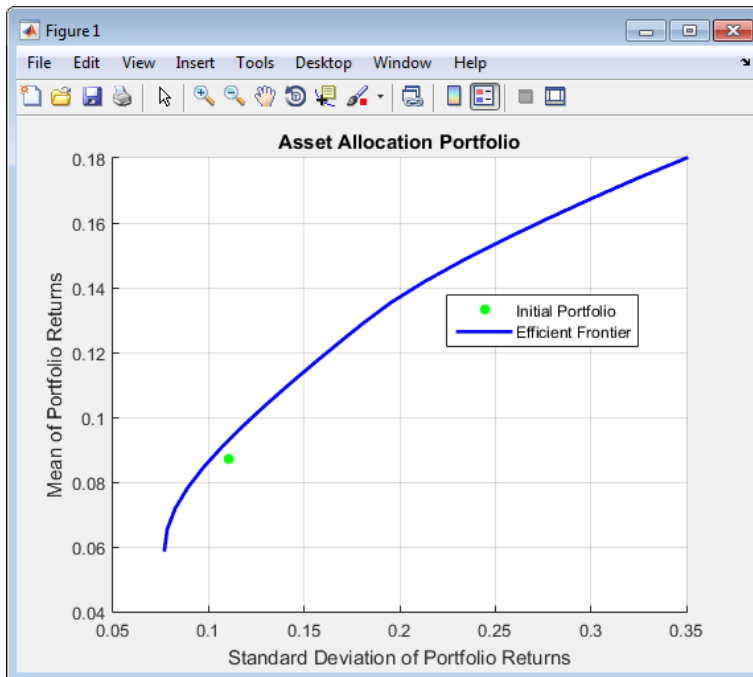 Figure 1
File Edit View Insert Tools Desktop Window Help
Asset Allocation Portfolio
0.18
0.16
0.14
0.12
0.1
0.08
0.06
0.04
Mean of Portfolio Returns
Initial Portfolio
Efficient Frontier
0.05 0.1 0.15 0.2 0.25 0.3 0.35
Standard Deviation of Portfolio Returns